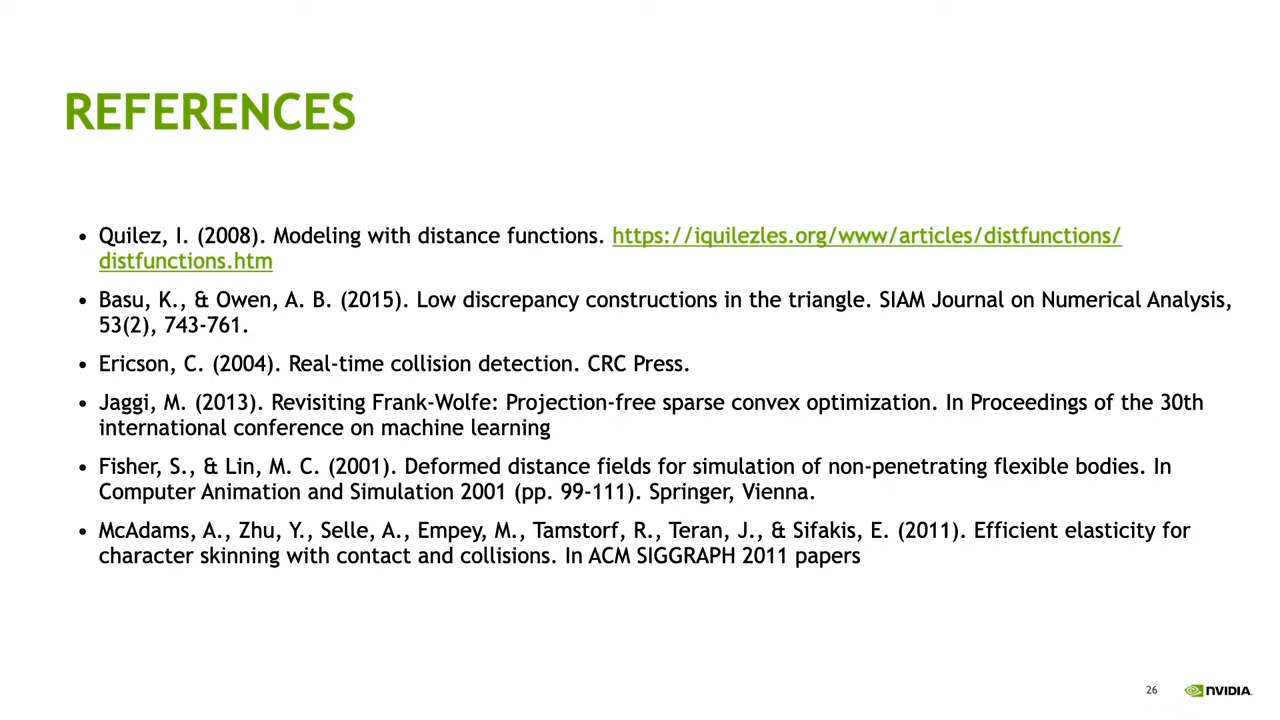 REFERENCES
• Quilez, I. (2008). Modeling with distance functions. https://iquilezles.org/www/articles/distfunctions/
distfunctions.htm
• Basu, K., & Owen, A. B. (2015). Low discrepancy constructions in the triangle. SIAM Journal on Numerical Analysis,
53(2), 743-761.
• Ericson, C. (2004). Real-time collision detection. CRC Press.
• Jaggi, M. (2013). Revisiting Frank-Wolfe: Projection-free sparse convex optimization. In Proceedings of the 30th
international conference on machine learning
• Fisher, S., & Lin, M. C. (2001). Deformed distance fields for simulation of non-penetrating flexible bodies. In
Computer Animation and Simulation 2001 (pp. 99-111). Springer, Vienna.
• McAdams, A., Zhu, Y., Selle, A., Empey, M., Tamstorf, R., Teran, J., & Sifakis, E. (2011). Efficient elasticity for
character skinning with contact and collisions. In ACM SIGGRAPH 2011 papers
26 NVIDIA.